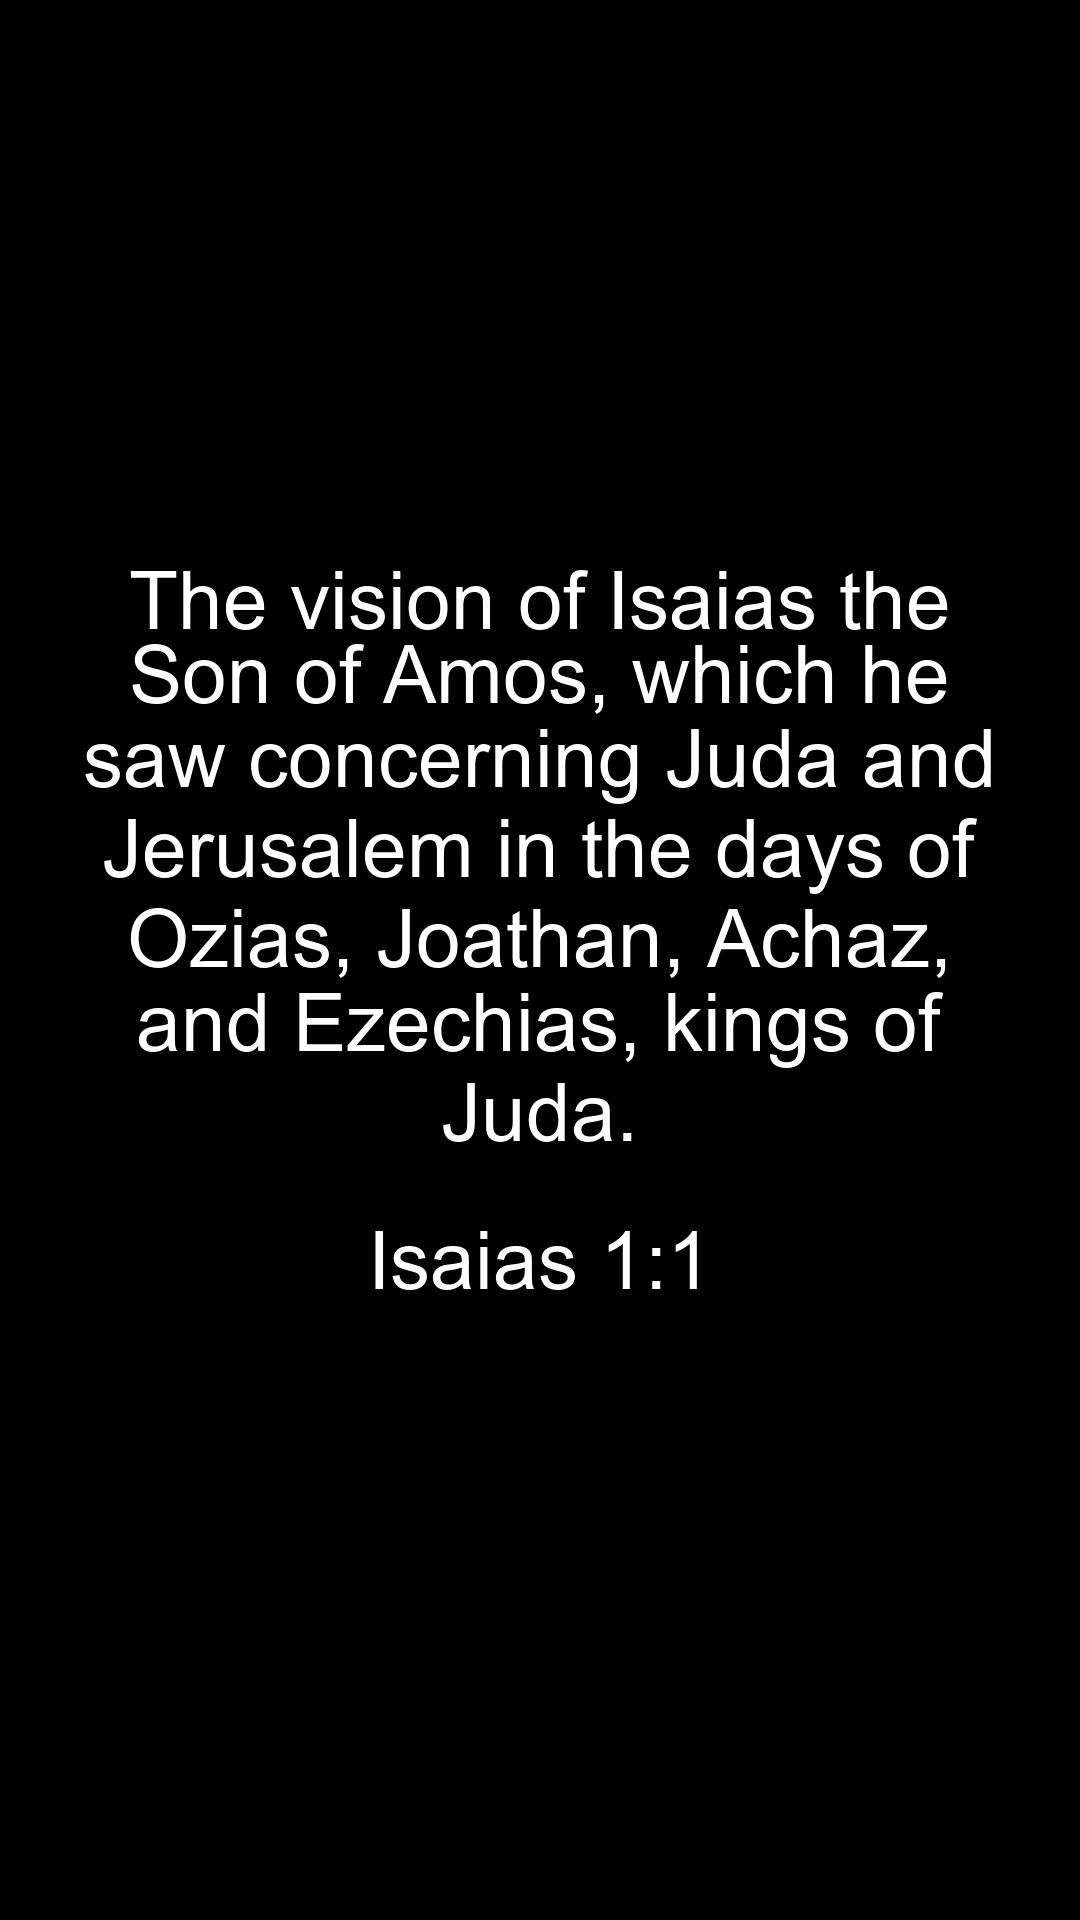 The vision of Isaias the
Son of Amos, which he
saw concerning Juda and
Jerusalem in the days of
Ozias, Joathan, Achaz,
and Ezechias, kings of
Juda.
Isaias 1:1